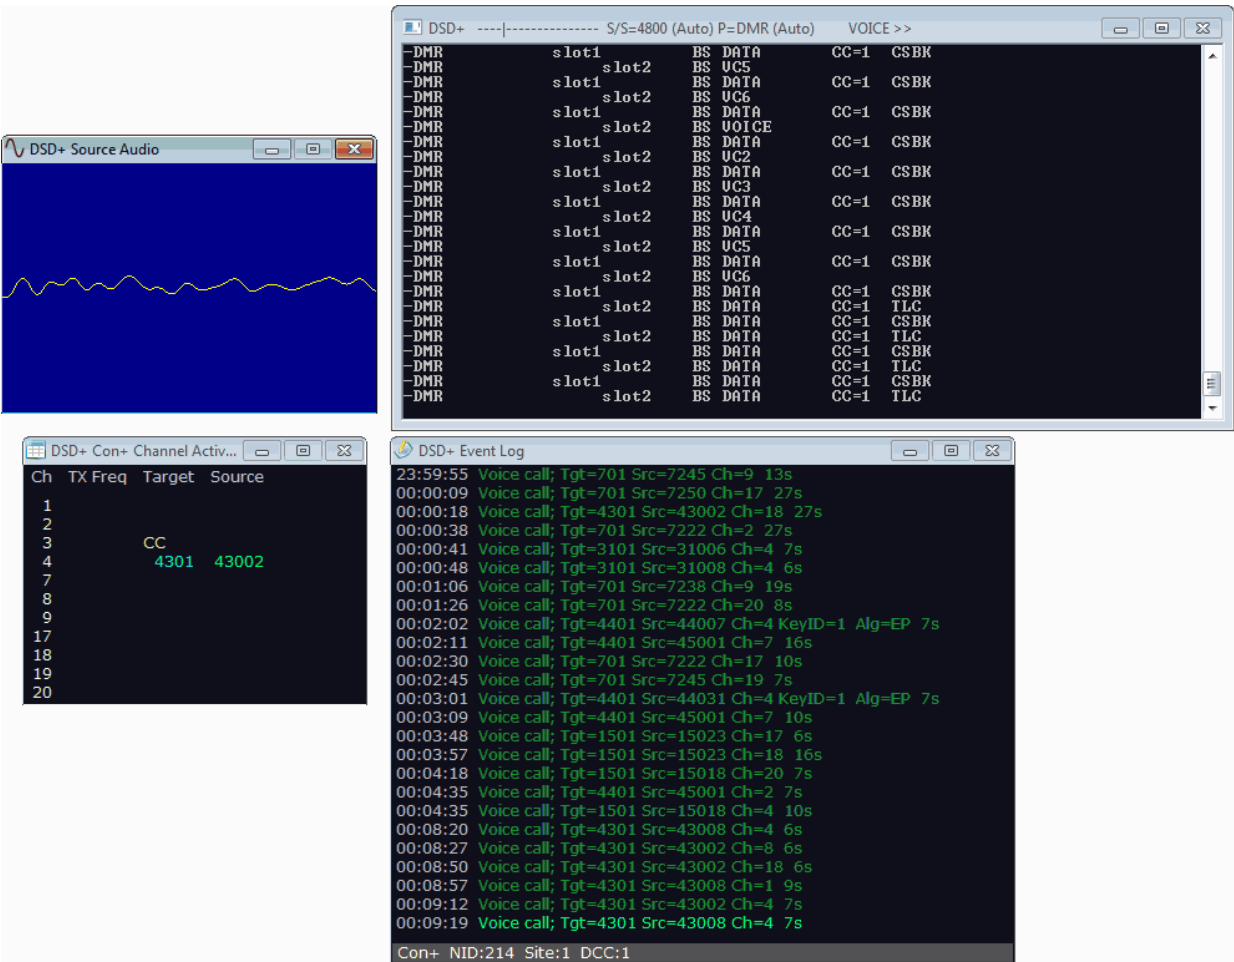 DSD+ ----|--------------- S/S=4800 (Auto) P=DMR (Auto) VOICE >>
-DMR slot1 BS DATA CC=1 CSBK
-DMR slot2 BS VC5
-DMR slot1 BS DATA CC=1 CSBK
-DMR slot2 BS VC6
-DMR slot1 BS DATA CC=1 CSBK
-DMR slot2 BS VOICE
-DMR slot1 BS DATA CC=1 CSBK
-DMR slot2 BS VC2
-DMR slot1 BS DATA CC=1 CSBK
-DMR slot2 BS VC3
-DMR slot1 BS DATA CC=1 CSBK
-DMR slot2 BS VC4
-DMR slot1 BS DATA CC=1 CSBK
-DMR slot2 BS VC5
-DMR slot1 BS DATA CC=1 CSBK
-DMR slot2 BS VC6
-DMR slot1 BS DATA CC=1 CSBK
-DMR slot2 BS DATA CC=1 TLC
-DMR slot1 BS DATA CC=1 CSBK
-DMR slot2 BS DATA CC=1 TLC
-DMR slot1 BS DATA CC=1 CSBK
-DMR slot2 BS DATA CC=1 TLC
-DMR slot1 BS DATA CC=1 CSBK
-DMR slot2 BS DATA CC=1 TLC
DSD+ Source Audio
DSD+ Con+ Channel Activ...
Ch TX Freq Target Source
1
2
3 CC
4 4301 43002
7
8
9
17
18
19
20
DSD+ Event Log
23:59:55 Voice call; Tgt=701 Src=7245 Ch=9 13s
00:00:09 Voice call; Tgt=701 Src=7250 Ch=17 27s
00:00:18 Voice call; Tgt=4301 Src=43002 Ch=18 27s
00:00:38 Voice call; Tgt=701 Src=7222 Ch=2 27s
00:00:41 Voice call; Tgt=3101 Src=31006 Ch=4 7s
00:00:48 Voice call; Tgt=3101 Src=31008 Ch=4 6s
00:01:06 Voice call; Tgt=701 Src=7238 Ch=9 19s
00:01:26 Voice call; Tgt=701 Src=7222 Ch=20 8s
00:02:02 Voice call; Tgt=4401 Src=44007 Ch=4 KeyID=1 Alg=EP 7s
00:02:11 Voice call; Tgt=4401 Src=45001 Ch=7 16s
00:02:30 Voice call; Tgt=701 Src=7222 Ch=17 10s
00:02:45 Voice call; Tgt=701 Src=7245 Ch=19 7s
00:03:01 Voice call; Tgt=4401 Src=44031 Ch=4 KeyID=1 Alg=EP 7s
00:03:09 Voice call; Tgt=4401 Src=45001 Ch=7 10s
00:03:48 Voice call; Tgt=1501 Src=15023 Ch=17 6s
00:03:57 Voice call; Tgt=1501 Src=15023 Ch=18 16s
00:04:18 Voice call; Tgt=1501 Src=15018 Ch=20 7s
00:04:35 Voice call; Tgt=4401 Src=45001 Ch=2 7s
00:04:35 Voice call; Tgt=1501 Src=15018 Ch=4 10s
00:08:20 Voice call; Tgt=4301 Src=43008 Ch=4 6s
00:08:27 Voice call; Tgt=4301 Src=43002 Ch=8 6s
00:08:50 Voice call; Tgt=4301 Src=43002 Ch=18 6s
00:08:57 Voice call; Tgt=4301 Src=43008 Ch=1 9s
00:09:12 Voice call; Tgt=4301 Src=43002 Ch=4 7s
00:09:19 Voice call; Tgt=4301 Src=43008 Ch=4 7s
Con+ NID:214 Site:1 DCC:1